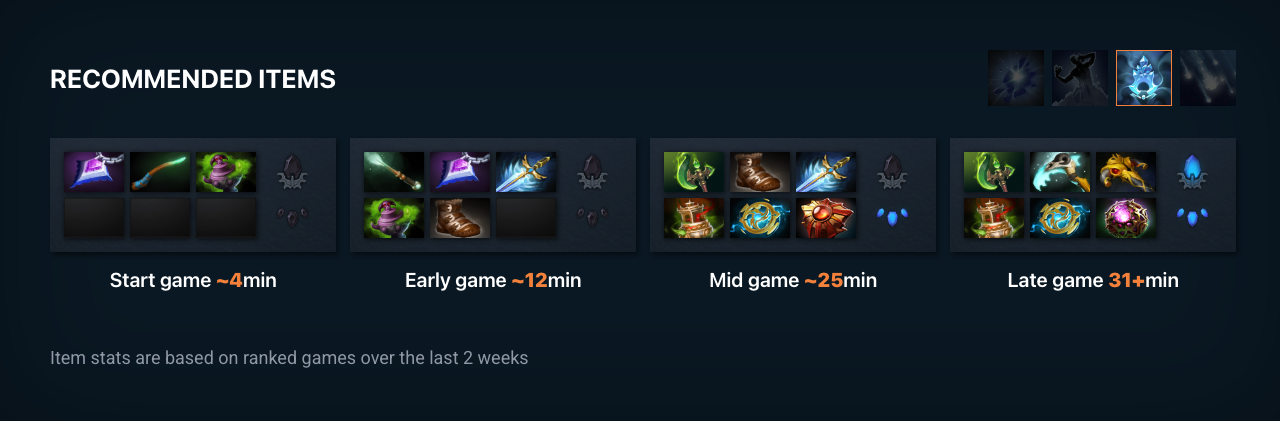 RECOMMENDED ITEMS
Start game ~4min
Early game ~12min
Mid game ~25min
Late game 31+min
Item stats are based on ranked games over the last 2 weeks